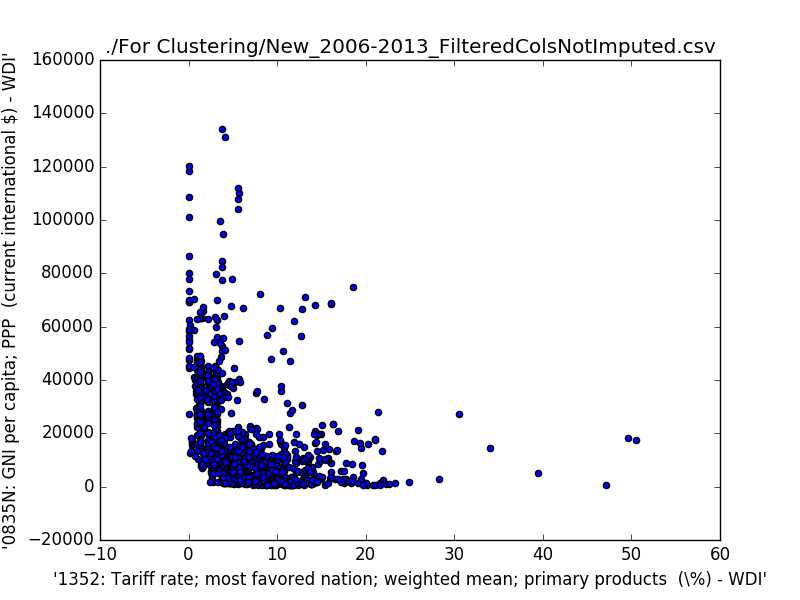 ./For Clustering/New_2006-2013_FilteredColsNotImputed.csv
'0835N: GNI per capita; PPP  (current international $) - WDI'
160000
140000
120000
100000
80000
60000
40000
20000
0
−20000
−10 0 10 20 30 40 50 60
'1352: Tariff rate; most favored nation; weighted mean; primary products  (\%) - WDI'